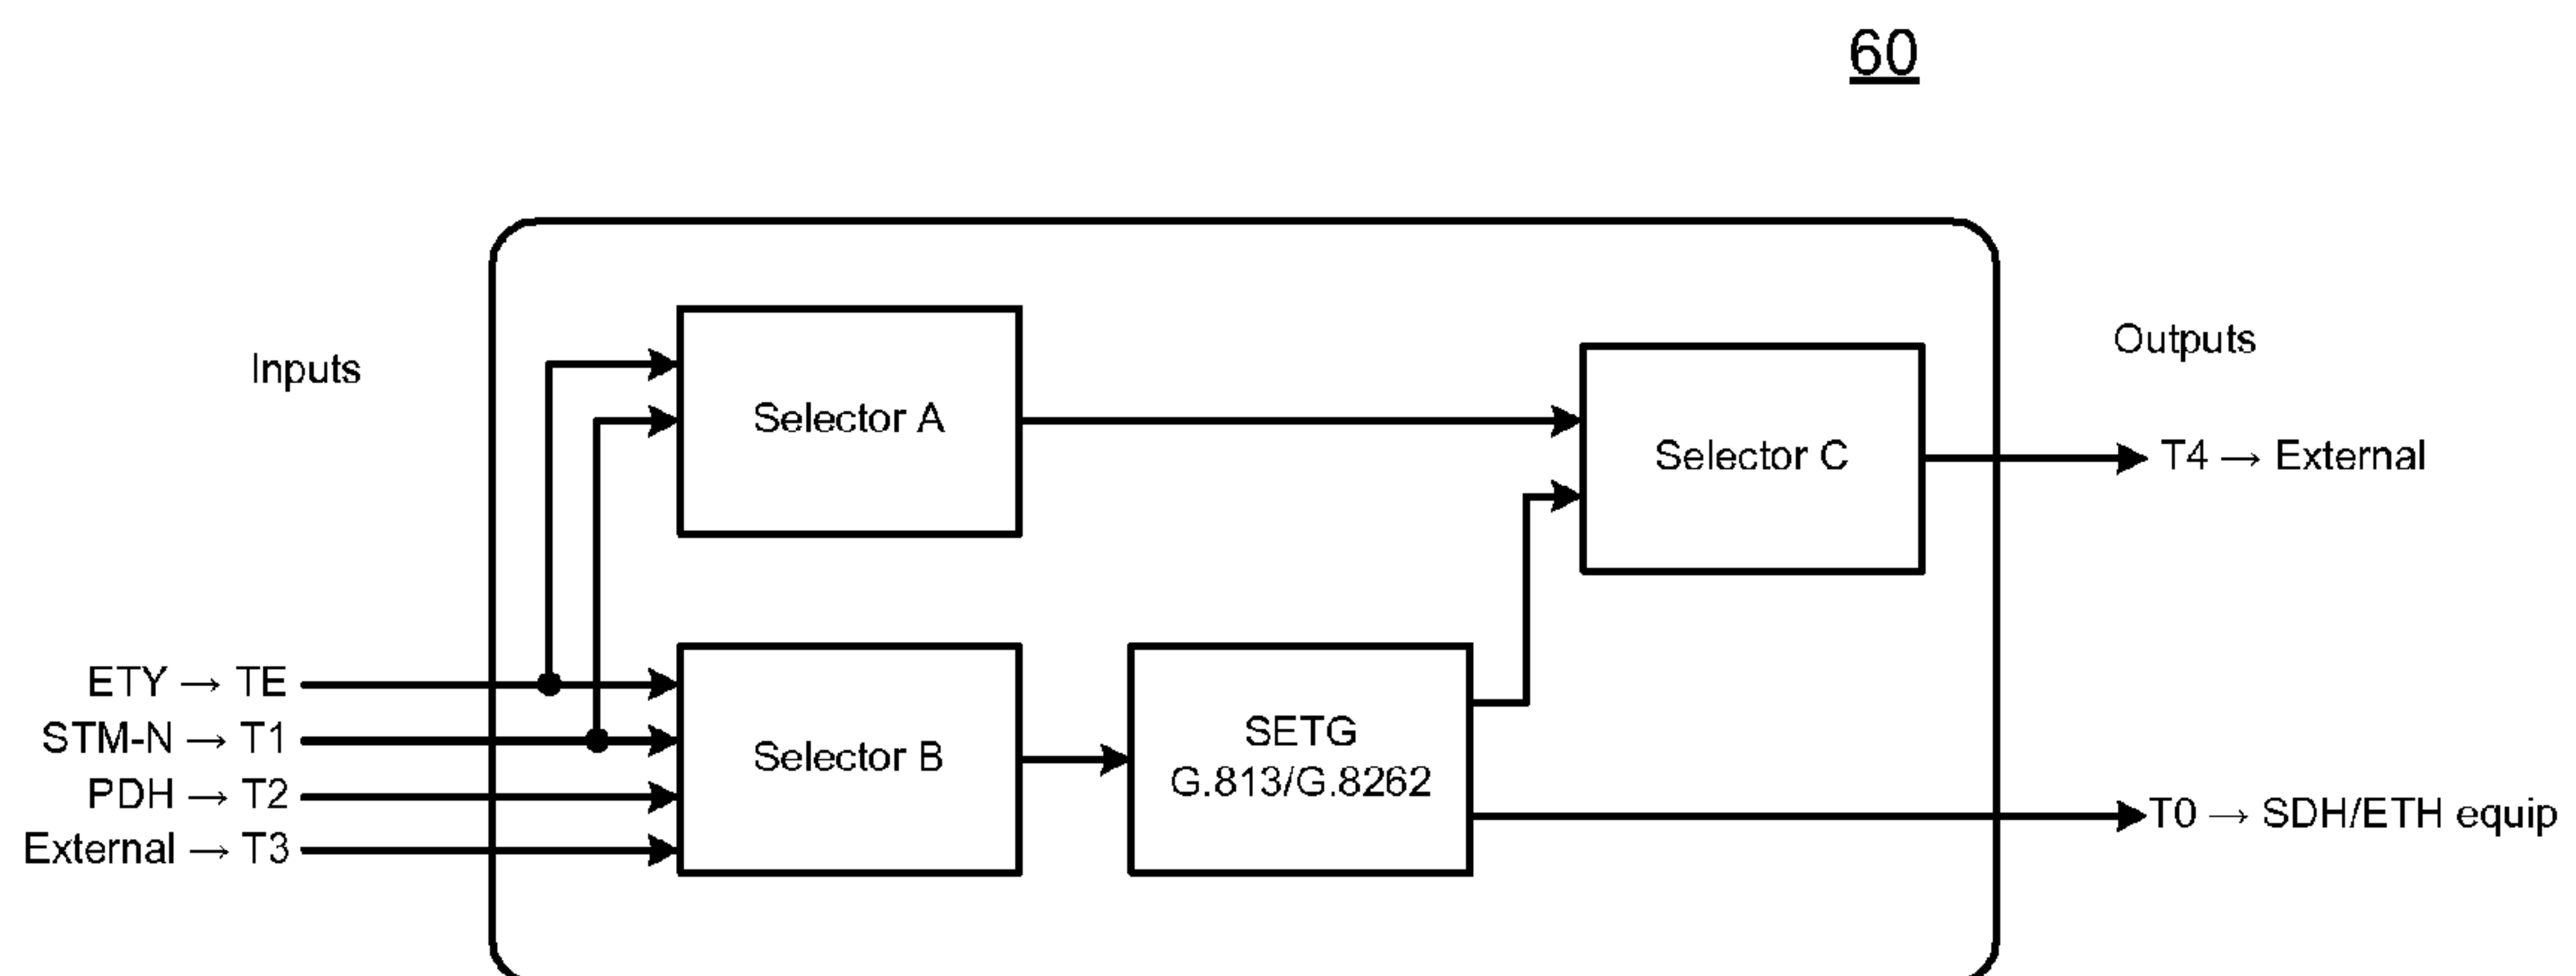 60
Inputs
Outputs
Selector A
Selector C
T4 → External
ETY → TE
STM-N → T1
PDH → T2
External → T3
Selector B
SETG
G.813/G.8262
T0 → SDH/ETH equip